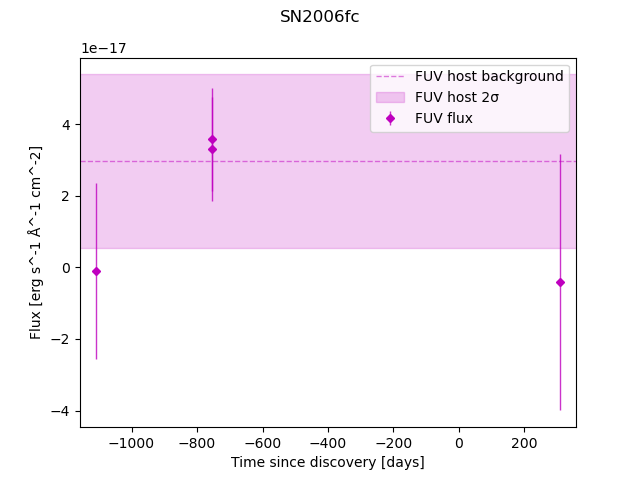 SN2006fc
1e−17
FUV host background
FUV host 2σ
FUV flux
4
2
0
−2
−4
Flux [erg s^-1 Å^-1 cm^-2]
−1000
−800
−600
−400
−200
0
200
Time since discovery [days]